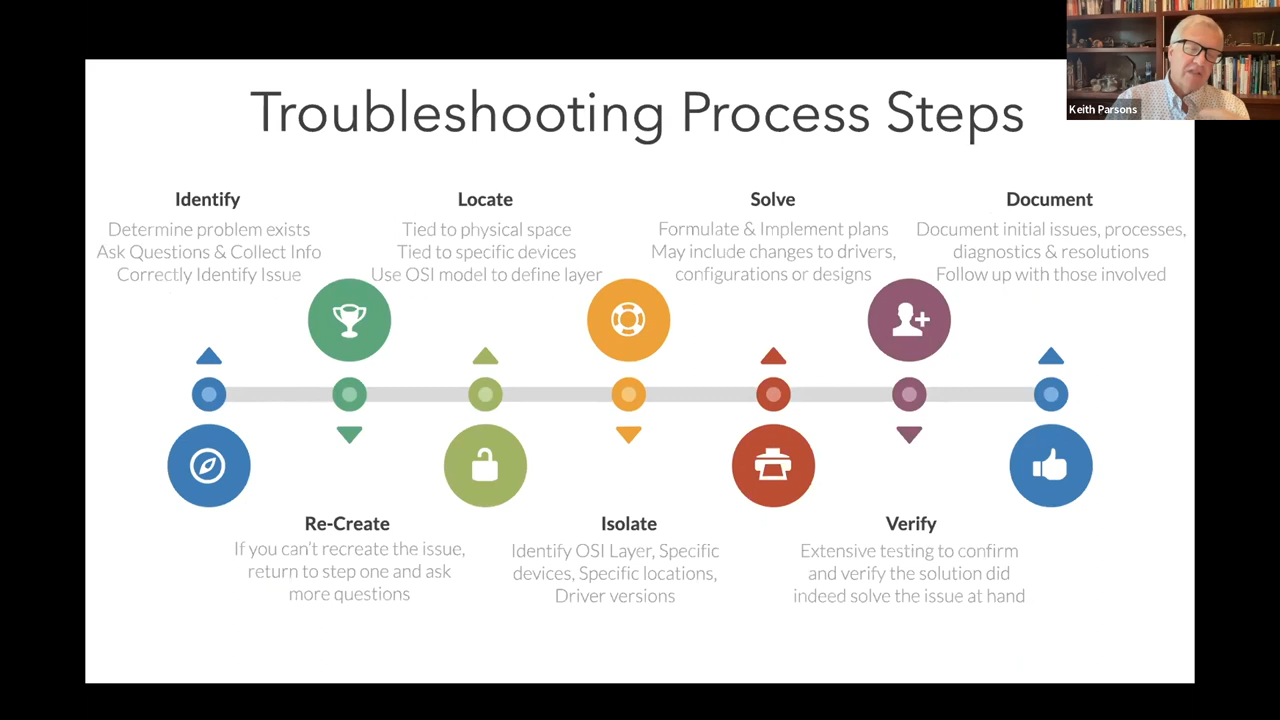 Troubleshooting Process Steps
Keith Parsons
Identify
Determine problem exists
Ask Questions & Collect Info
Correctly Identify Issue
Re-Create
If you can't recreate the issue,
return to step one and ask
more questions
Locate
Tied to physical space
Tied to specific devices
Use OSI model to define layer
Isolate
Identify OSI Layer, Specific
devices, Specific locations,
Driver versions
Solve
Formulate & Implement plans
May include changes to drivers,
configurations or designs
Verify
Extensive testing to confirm
and verify the solution did
indeed solve the issue at hand
Document
Document initial issues, processes,
diagnostics & resolutions
Follow up with those involved